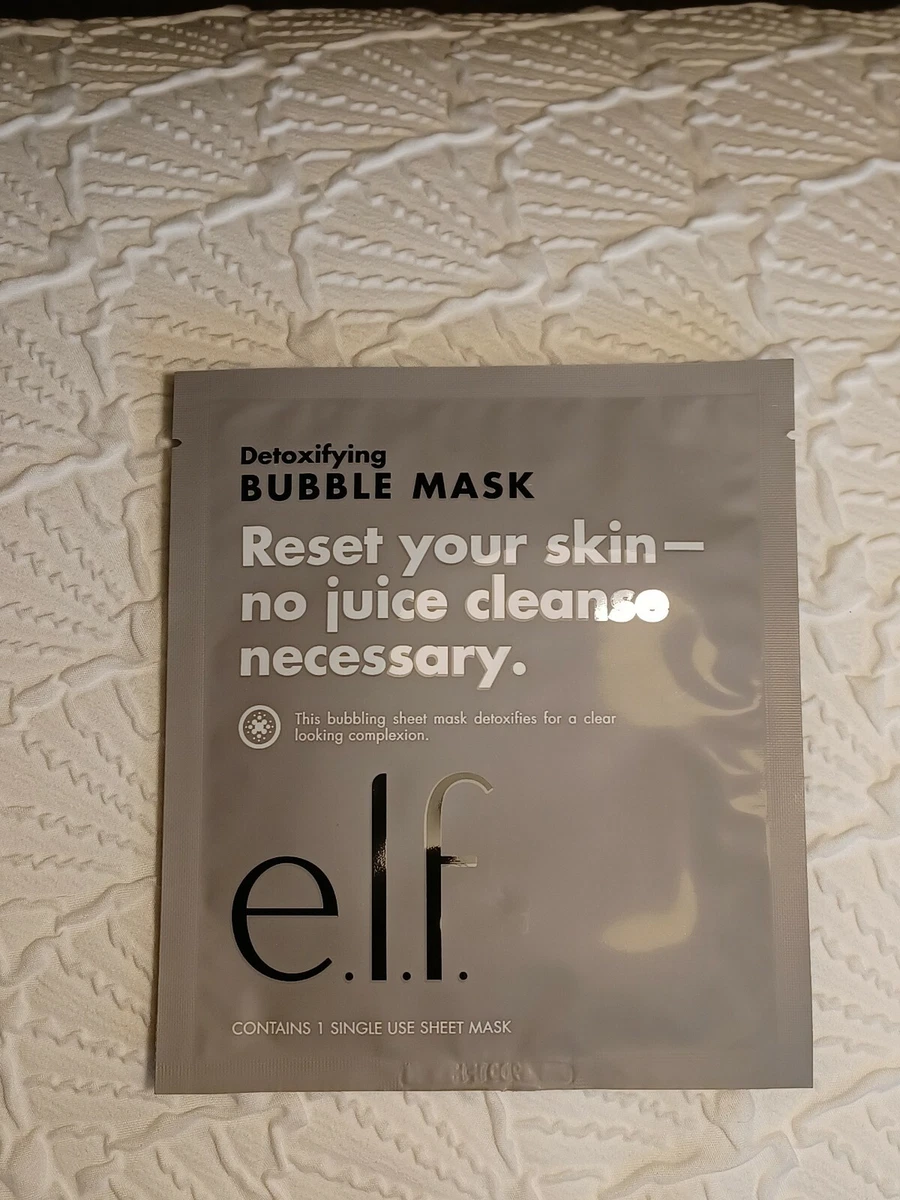 Detoxifying
BUBBLE MASK
Reset your skin—
no juice cleanse
necessary.
This bubbling sheet mask detoxifies for a clear
looking complexion.
e.l.f.
CONTAINS 1 SINGLE USE SHEET MASK